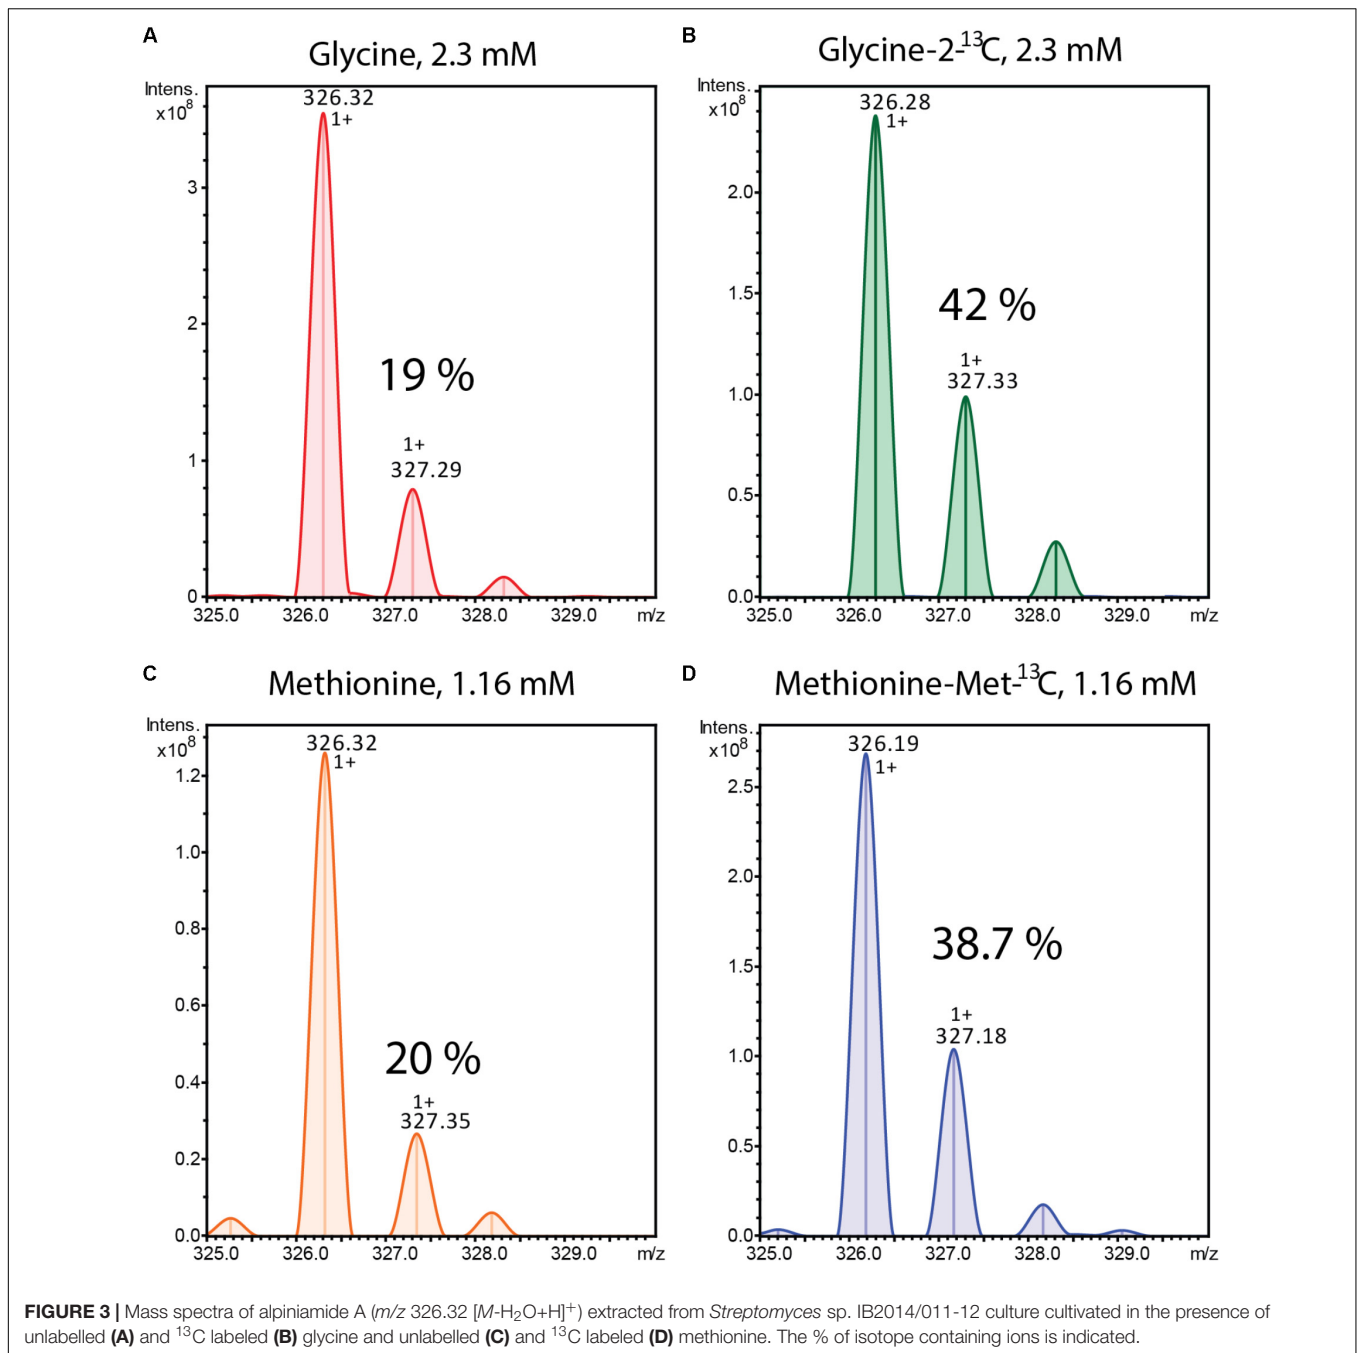 A
Glycine, 2.3 mM
Intens.
x10⁸
326.32
1+
3
2
19 %
1+
327.29
1
0
325.0 326.0 327.0 328.0 329.0 m/z
B
Glycine-2-¹³C, 2.3 mM
Intens.
x10⁸
326.28
1+
2.0
1.5
42 %
1+
327.33
1.0
0.5
0.0
325.0 326.0 327.0 328.0 329.0 m/z
C
Methionine, 1.16 mM
Intens.
x10⁸
326.32
1+
1.2
1.0
0.8
0.6
20 %
1+
327.35
0.4
0.2
0.0
325.0 326.0 327.0 328.0 329.0 m/z
D
Methionine-Met-¹³C, 1.16 mM
Intens.
x10⁸
326.19
1+
2.5
2.0
38.7 %
1.5
1+
327.18
1.0
0.5
0.0
325.0 326.0 327.0 328.0 329.0 m/z
FIGURE 3 | Mass spectra of alpiniamide A (m/z 326.32 [M-H₂O+H]⁺) extracted from Streptomyces sp. IB2014/011-12 culture cultivated in the presence of
unlabelled (A) and ¹³C labeled (B) glycine and unlabelled (C) and ¹³C labeled (D) methionine. The % of isotope containing ions is indicated.